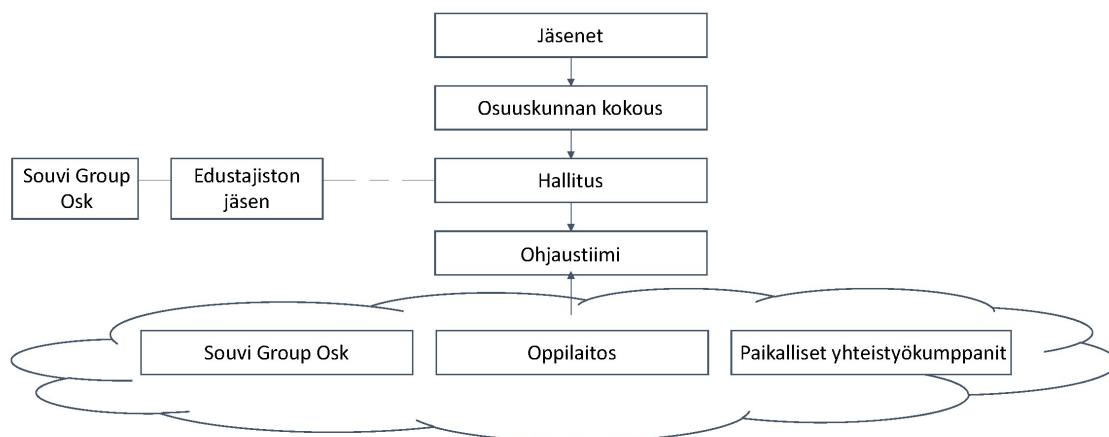 Jäsenet
Osuuskunnan kokous
Souvi Group
Osk
Edustajiston
jäsen
Hallitus
Ohjaustiimi
Souvi Group Osk
Oppilaitos
Paikalliset yhteistyökumppanit